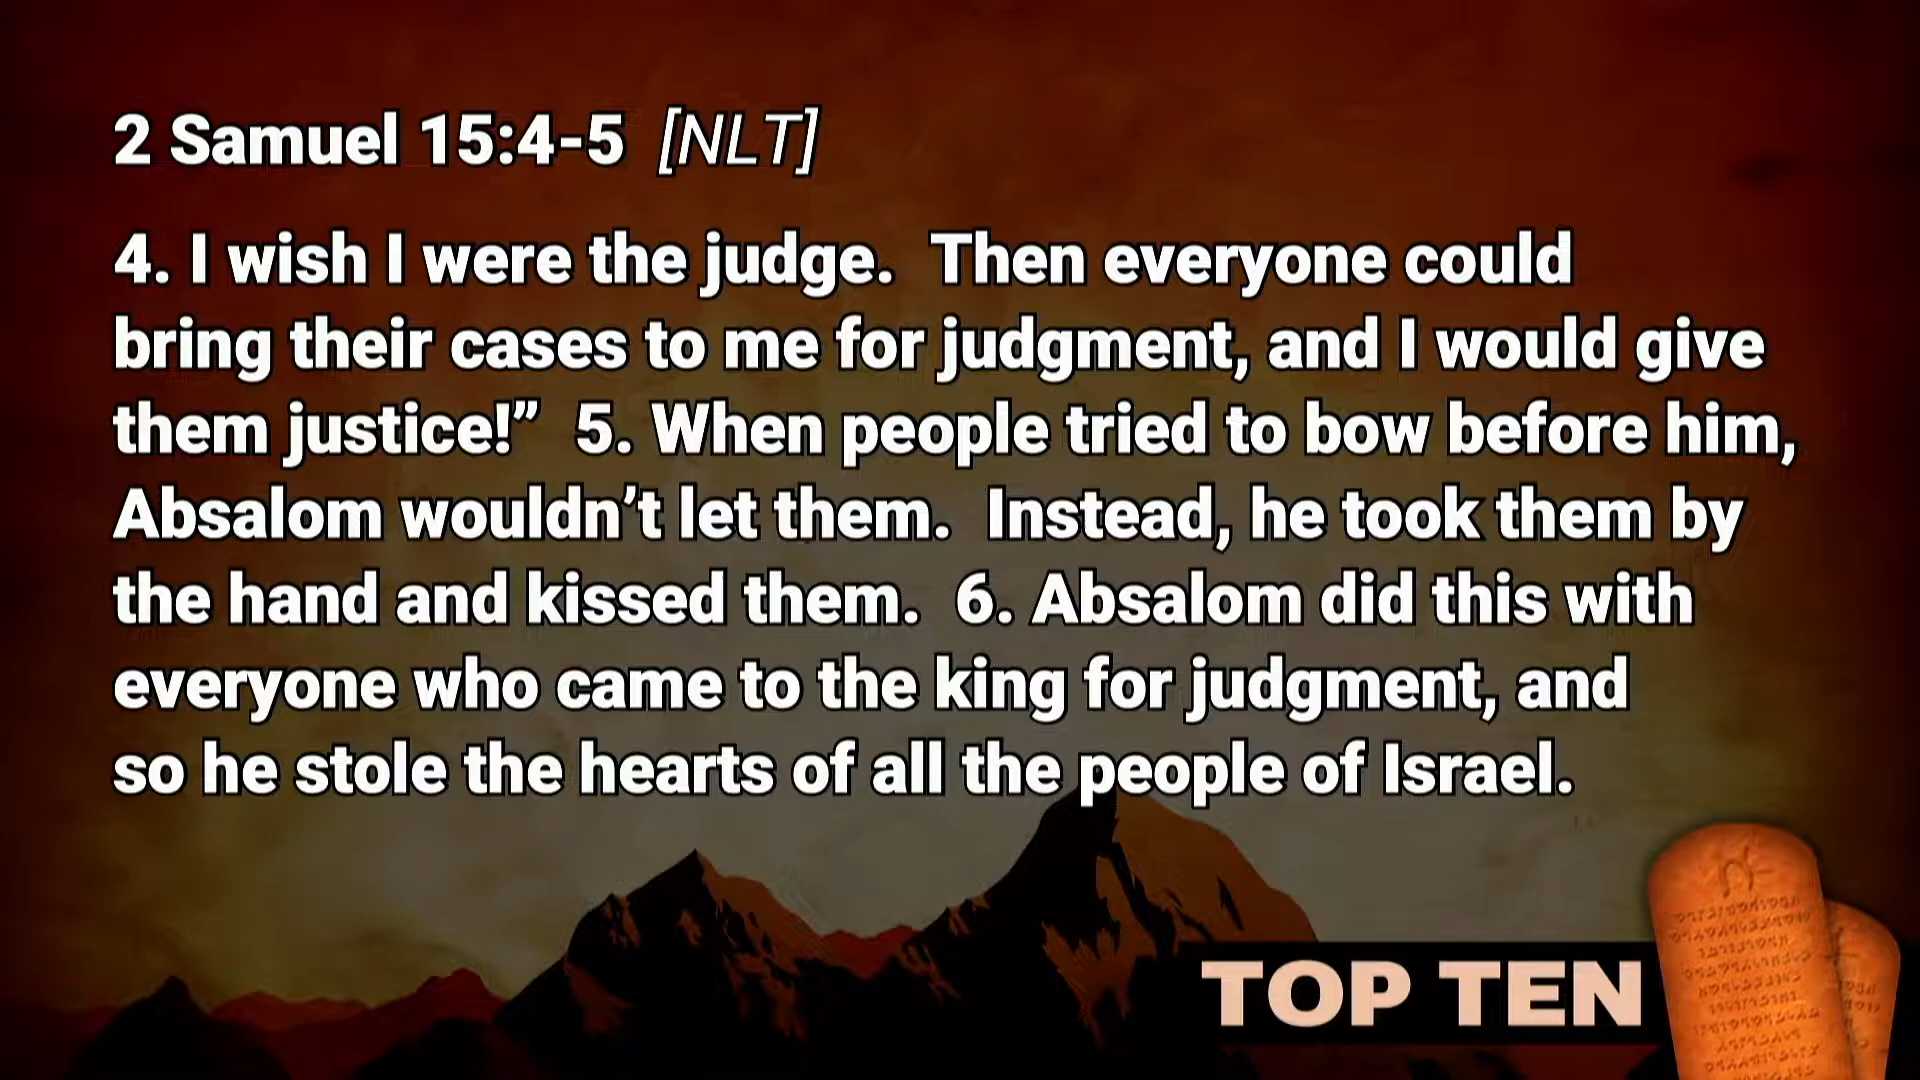 2 Samuel 15:4-5 [NLT]
4. I wish I were the judge. Then everyone could
bring their cases to me for judgment, and I would give
them justice!” 5. When people tried to bow before him,
Absalom wouldn’t let them. Instead, he took them by
the hand and kissed them. 6. Absalom did this with
everyone who came to the king for judgment, and
so he stole the hearts of all the people of Israel.
TOP TEN